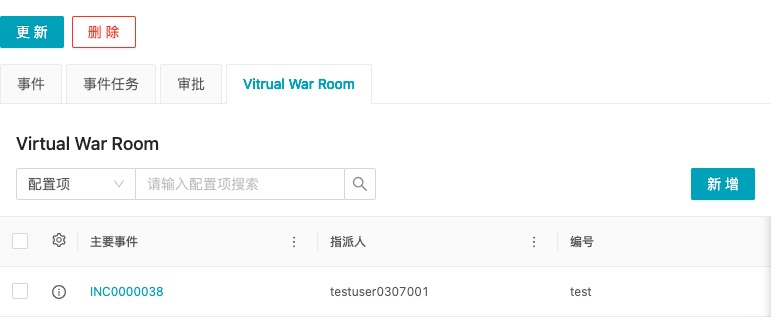 更新 删除
事件 事件任务 审批 Vitrual War Room
Virtual War Room
配置项 请输入配置项搜索 新增
主要事件 指派人 编号
INC0000038 testuser0307001 test